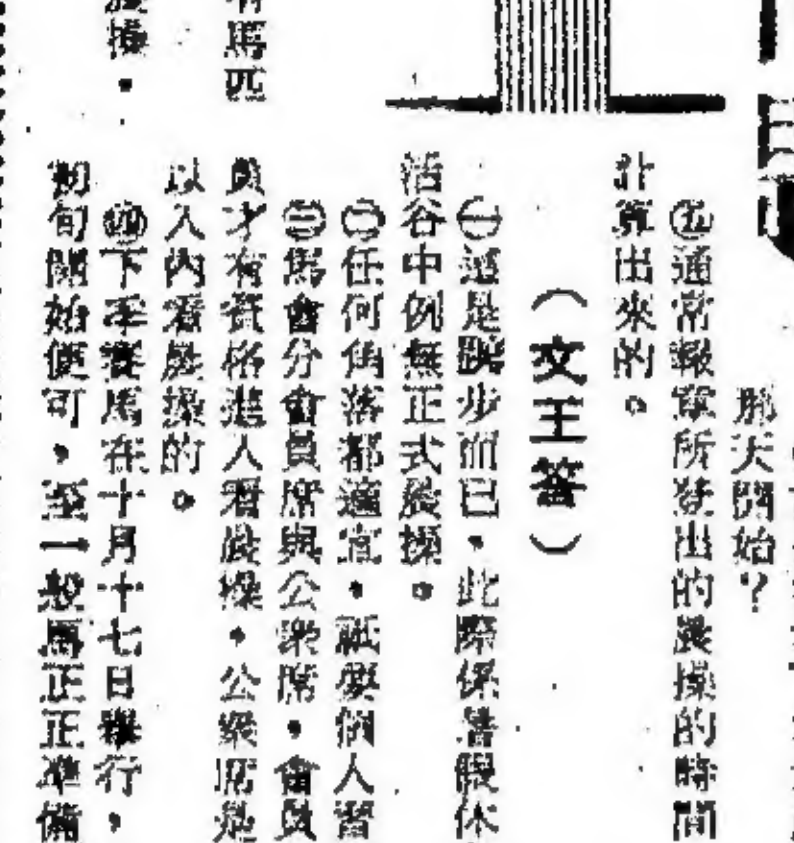 那天開始？
㊄通常報章所登出的晨操的時間
計算出來的。
（文王答）
㊀遛是踱步而已，此際係暑假休
活谷中例無正式晨操。
㊁任何角落都適宜，祇要個人習
㊂馬會分會員席與公衆席，會員
員才有資格進入看晨操，公衆席是
以入內看晨操的。
㊃下季賽馬在十月十七日舉行，
初旬開始便可，至一般馬正正準備
有馬匹
晨操，